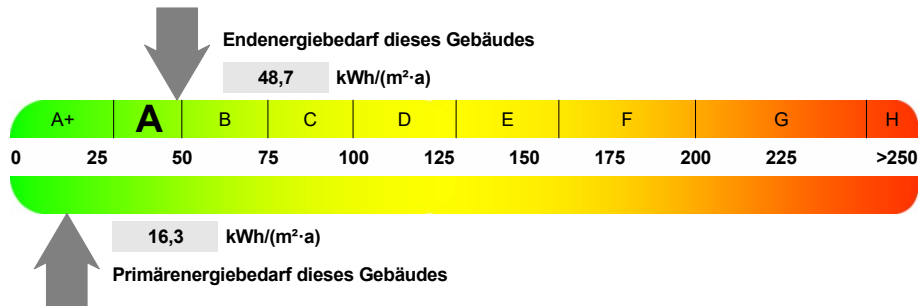 Endenergiebedarf dieses Gebäudes
48,7 kWh/(m²·a)
A+ A B C D E F G H
0 25 50 75 100 125 150 175 200 225 >250
16,3 kWh/(m²·a)
Primärenergiebedarf dieses Gebäudes